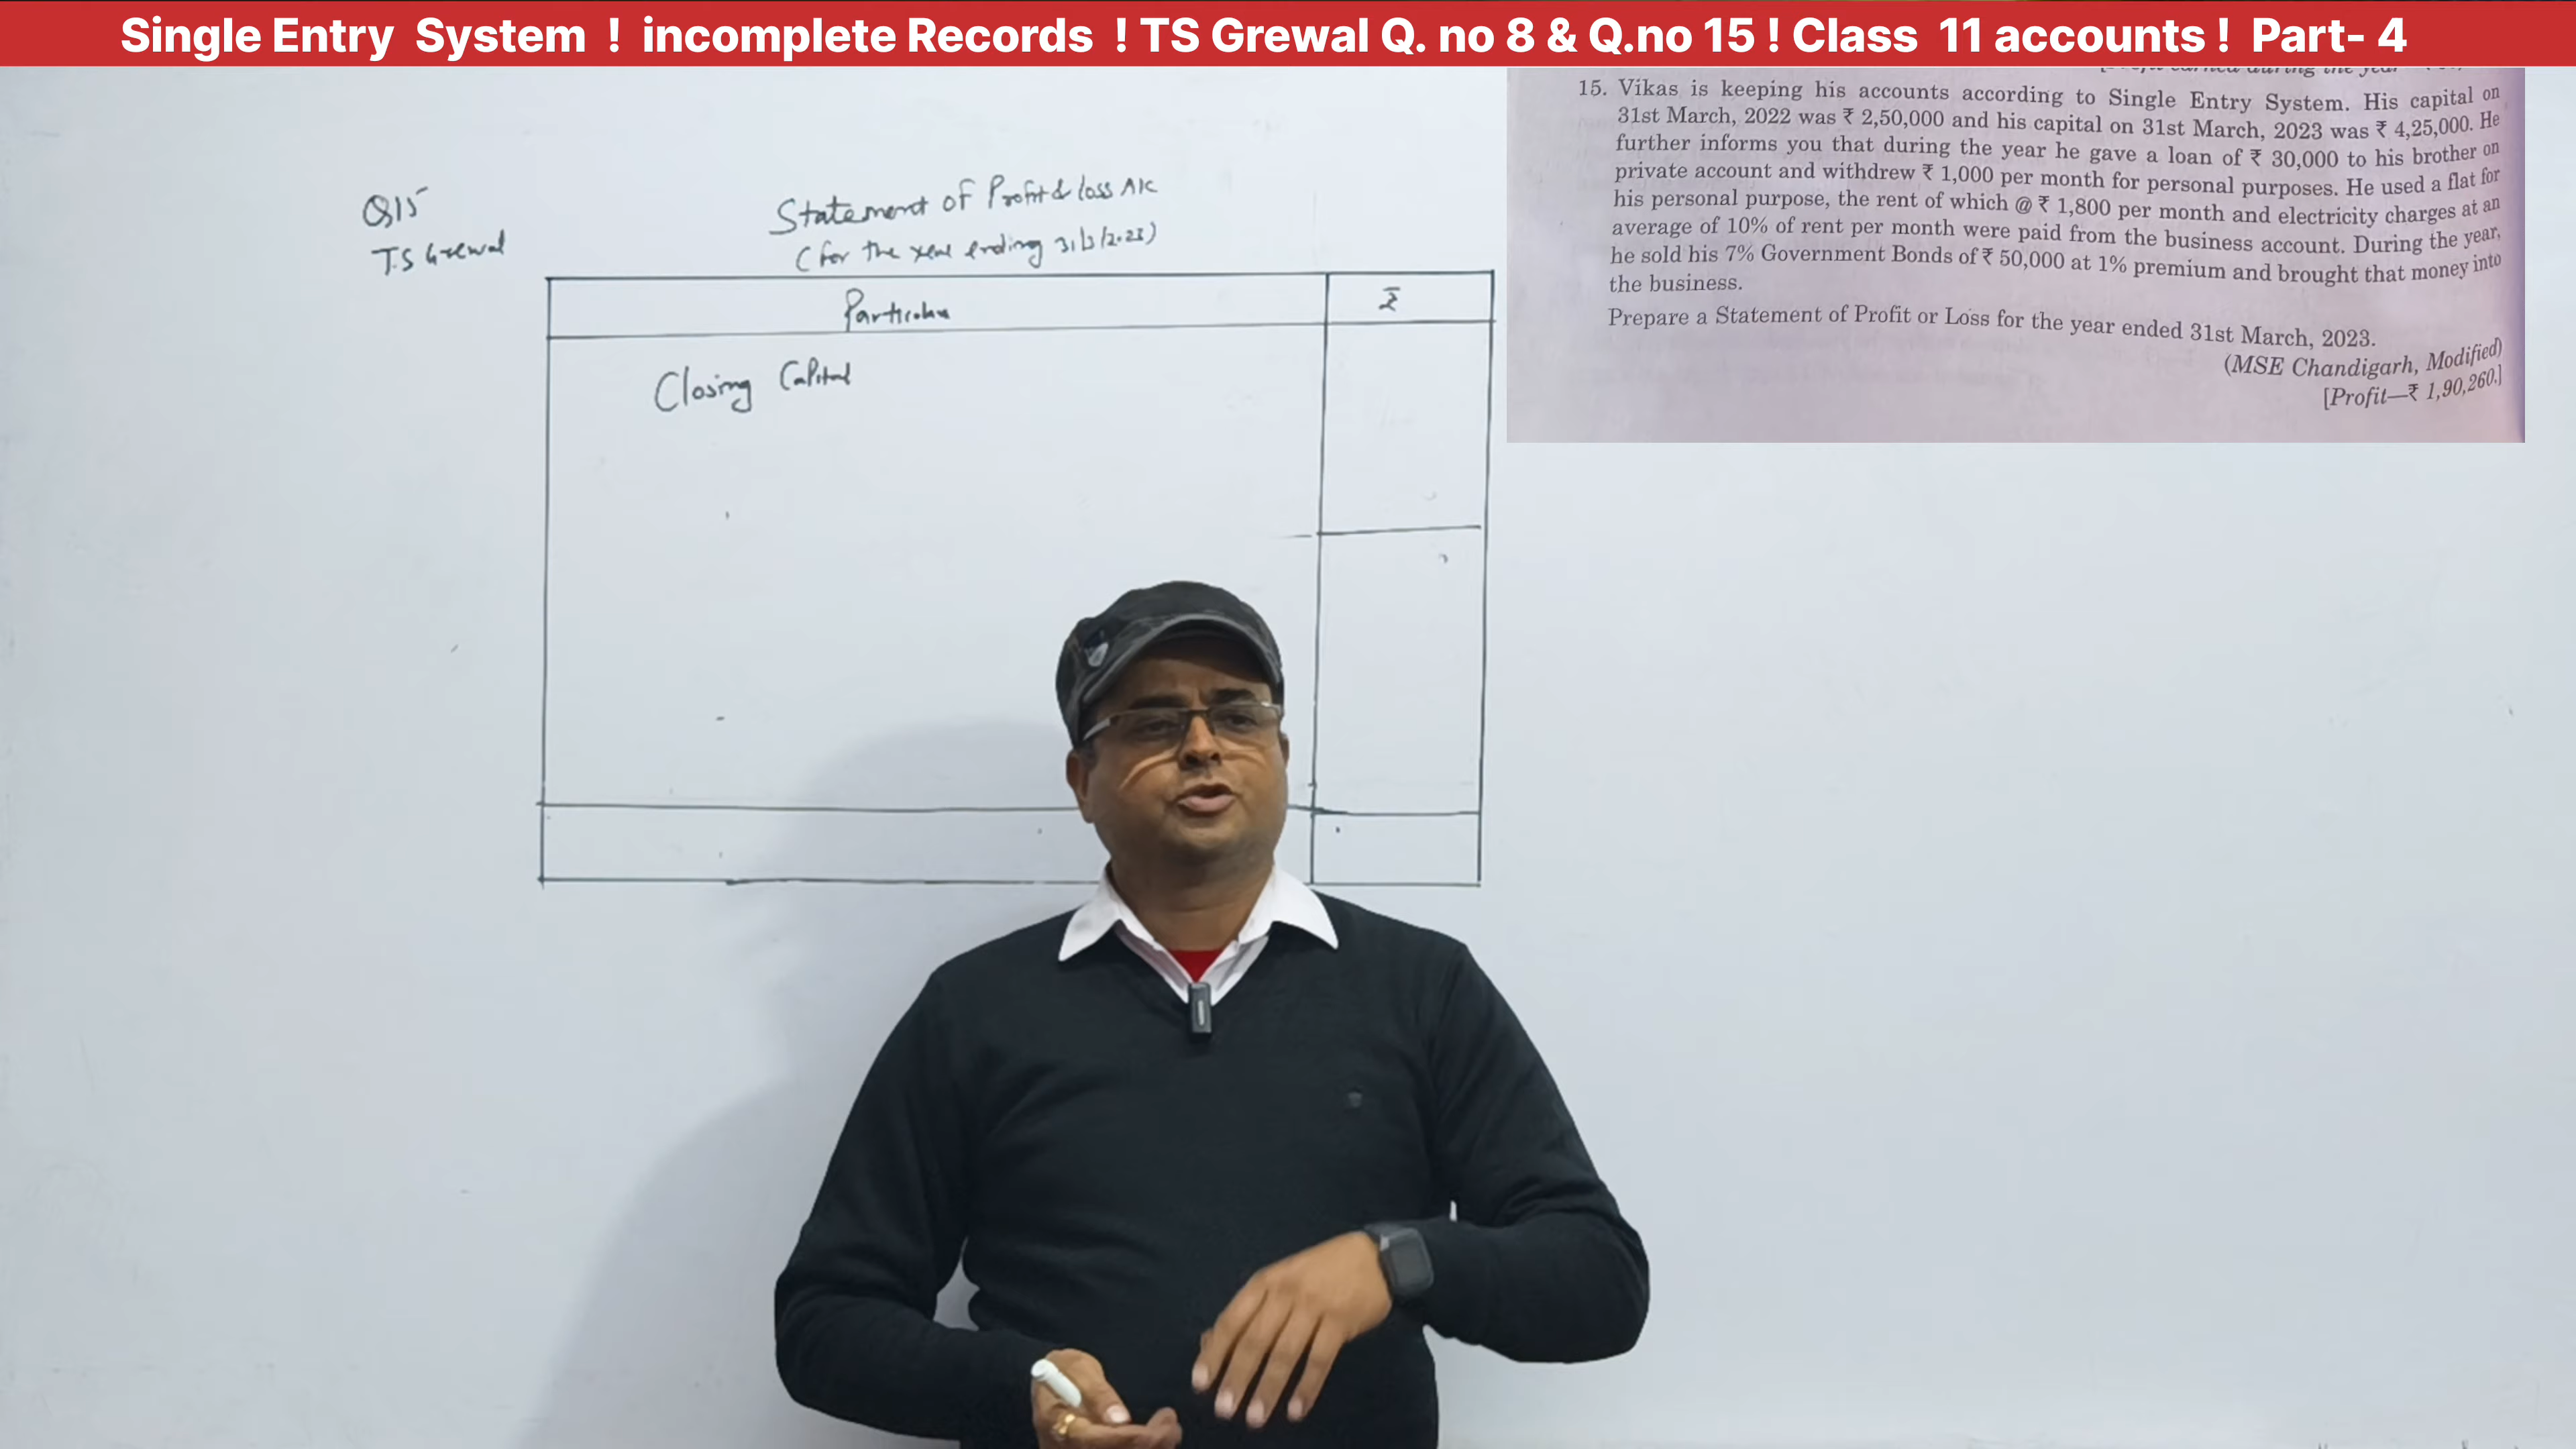 Single Entry System ! incomplete Records ! TS Grewal Q. no 8 & Q.no 15 ! Class 11 accounts ! Part- 4
15. Vikas is keeping his accounts according to Single Entry System. His capital on
31st March, 2022 was ₹ 2,50,000 and his capital on 31st March, 2023 was ₹ 4,25,000. He
further informs you that during the year he gave a loan of ₹ 30,000 to his brother on
private account and withdrew ₹ 1,000 per month for personal purposes. He used a flat for
his personal purpose, the rent of which @ ₹ 1,800 per month and electricity charges at an
average of 10% of rent per month were paid from the business account. During the year,
he sold his 7% Government Bonds of ₹ 50,000 at 1% premium and brought that money into
the business.
Prepare a Statement of Profit or Loss for the year ended 31st March, 2023.
(MSE Chandigarh, Modified)
[Profit—₹ 1,90,260.]
Q15
T.S Grewal
Statement of Profit & loss A/c
(for the year ending 31/3/2023)
Particulars ₹
Closing Capital